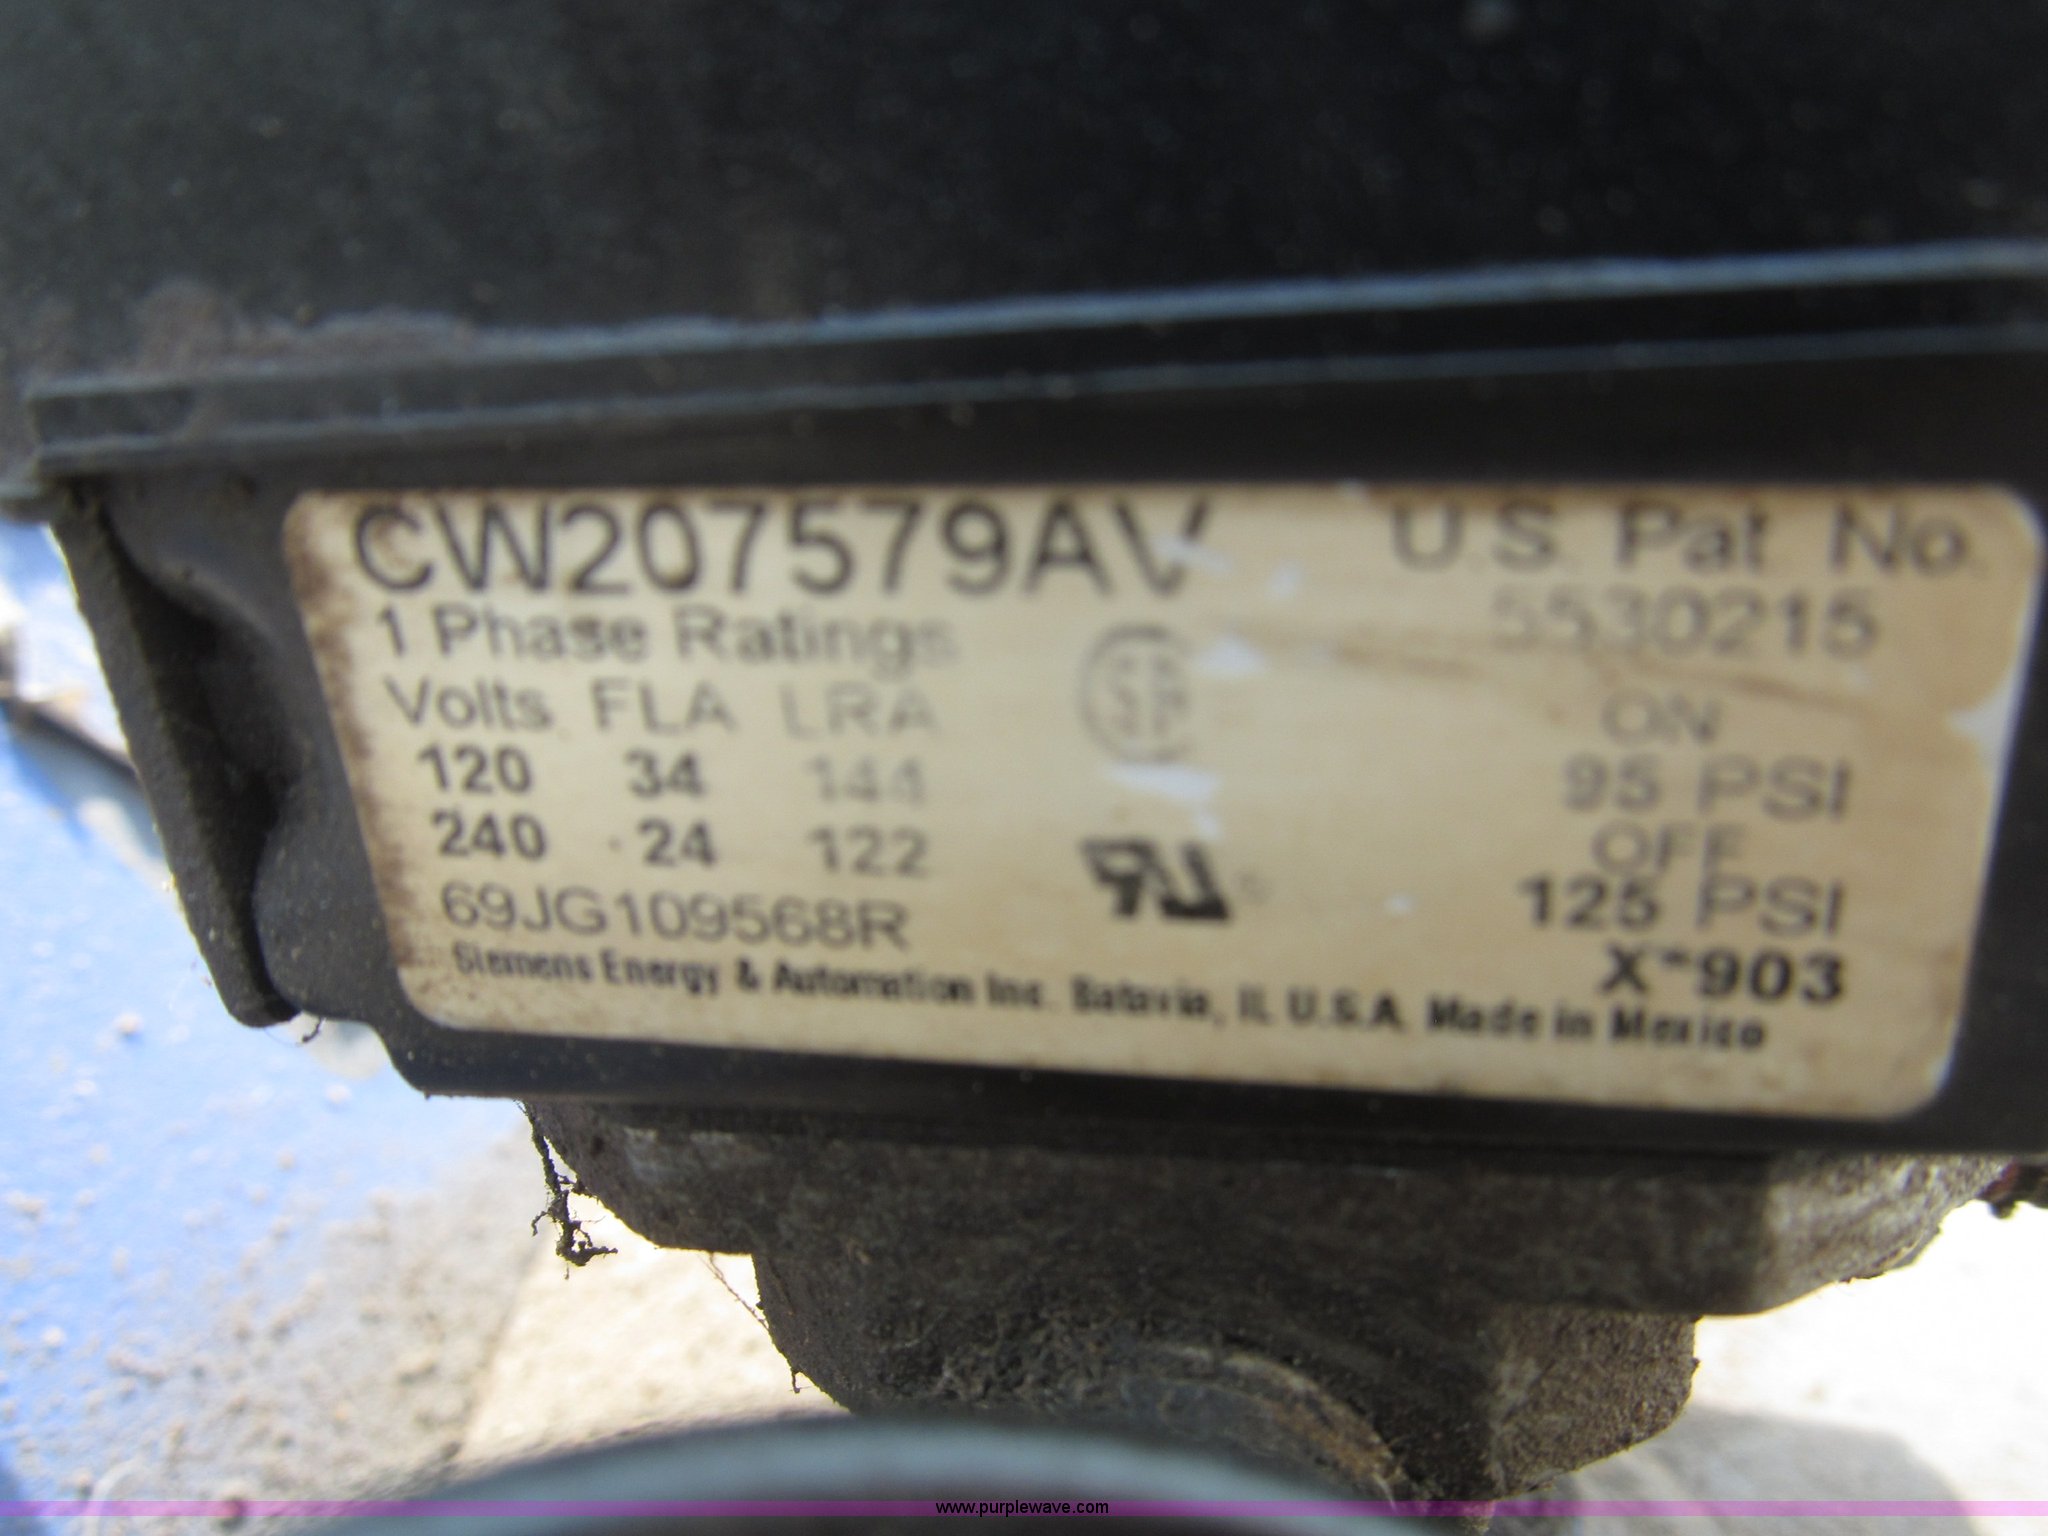 CW207579AV
U.S. Pat No.
5530215
1 Phase Ratings
Volts FLA LRA
120 34 144
240 24 122
69JG109568R
ON
95 PSI
OFF
125 PSI
X-903
Siemens Energy & Automation Inc. Batavia, IL U.S.A. Made in Mexico
www.purplewave.com